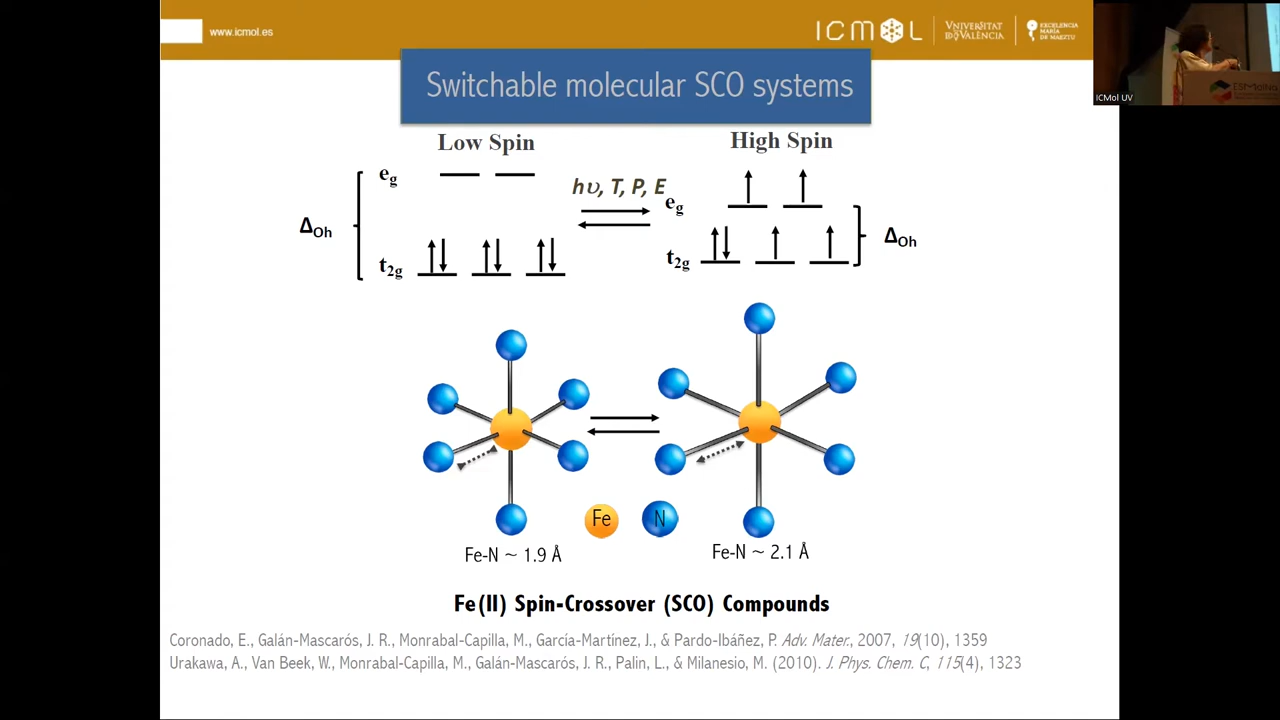 www.icmol.es
ICMOL
VNIVERSITAT
ID VALÈNCIA
EXCELENCIA
MARÍA
DE MAEZTU
ICMol UV
Switchable molecular SCO systems
Low Spin
High Spin
eg
hυ, T, P, E
eg
ΔOh
ΔOh
t2g
t2g
Fe
N
Fe-N ~ 1.9 Å
Fe-N ~ 2.1 Å
Fe(II) Spin-Crossover (SCO) Compounds
Coronado, E., Galán-Mascarós, J. R., Monrabal-Capilla, M., García-Martínez, J., & Pardo-Ibáñez, P. Adv. Mater., 2007, 19(10), 1359
Urakawa, A., Van Beek, W., Monrabal-Capilla, M., Galán-Mascarós, J. R., Palin, L., & Milanesio, M. (2010). J. Phys. Chem. C, 115(4), 1323